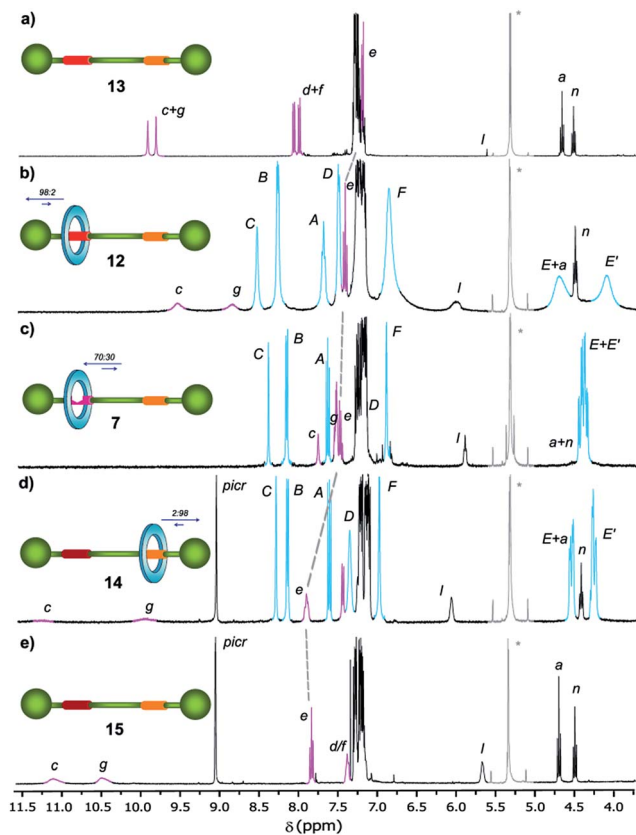 a)
13
c+g
d+f
e
l
*
a
n
b)
98:2
12
c
g
C
B
A
D
e
F
l
*
E+a
n
E'
c)
70:30
7
C
B
c
A
g
e
D
F
l
*
a+n
E+E'
d)
2:98
14
c
g
picr
C
B
e
A
D
F
l
*
E+a
n
E'
e)
15
c
g
picr
e
d/f
l
*
a
n
11.5 11.0 10.5 10.0 9.5 9.0 8.5 8.0 7.5 7.0 6.5 6.0 5.5 5.0 4.5 4.0
δ (ppm)